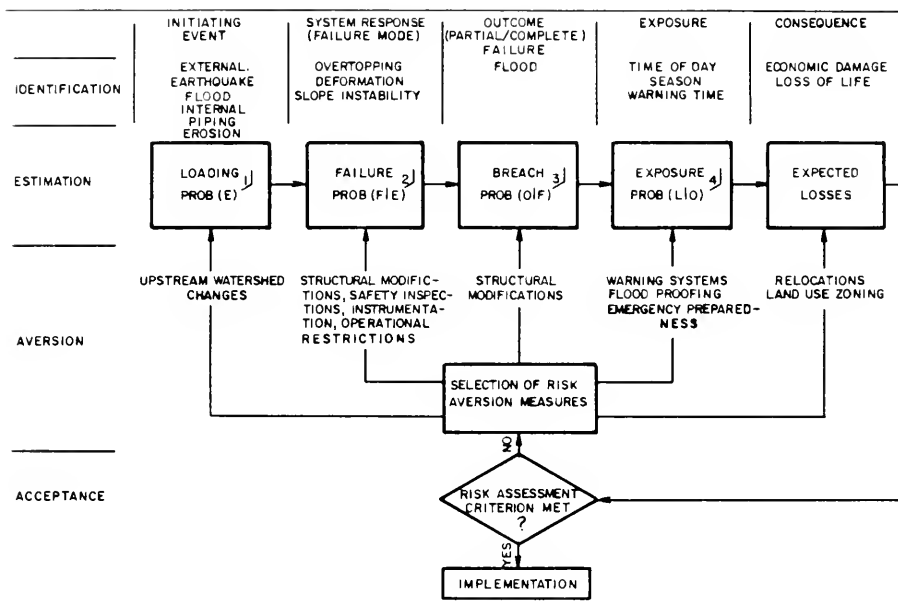 INITIATING
EVENT
SYSTEM RESPONSE
(FAILURE MODE)
OUTCOME
(PARTIAL/COMPLETE)
FAILURE
EXPOSURE
CONSEQUENCE
IDENTIFICATION
EXTERNAL.
EARTHQUAKE
FLOOD
INTERNAL
PIPING
EROSION
OVERTOPPING
DEFORMATION
SLOPE INSTABILITY
FLOOD
TIME OF DAY
SEASON
WARNING TIME
ECONOMIC DAMAGE
LOSS OF LIFE
ESTIMATION
LOADING 1
PROB (E)
FAILURE 2
PROB (F|E)
BREACH 3
PROB (O|F)
EXPOSURE 4
PROB (L|O)
EXPECTED
LOSSES
AVERSION
UPSTREAM WATERSHED
CHANGES
STRUCTURAL MODIFIC-
TIONS, SAFETY INSPEC-
TIONS, INSTRUMENTA-
TION, OPERATIONAL
RESTRICTIONS
STRUCTURAL
MODIFICATIONS
WARNING SYSTEMS
FLOOD PROOFING
EMERGENCY PREPARED-
NESS
RELOCATIONS
LAND USE ZONING
SELECTION OF RISK
AVERSION MEASURES
NO
ACCEPTANCE
RISK ASSESSMENT
CRITERION MET
?
YES
IMPLEMENTATION